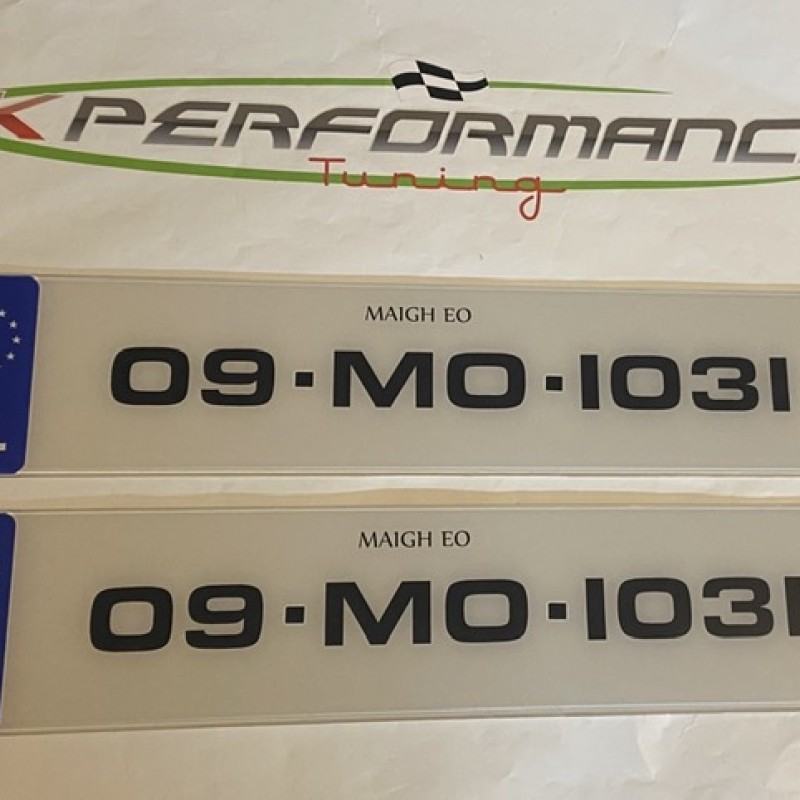 K PERFORMANC
Tuning
MAIGH EO
09·MO·1031
MAIGH EO
09·MO·1031